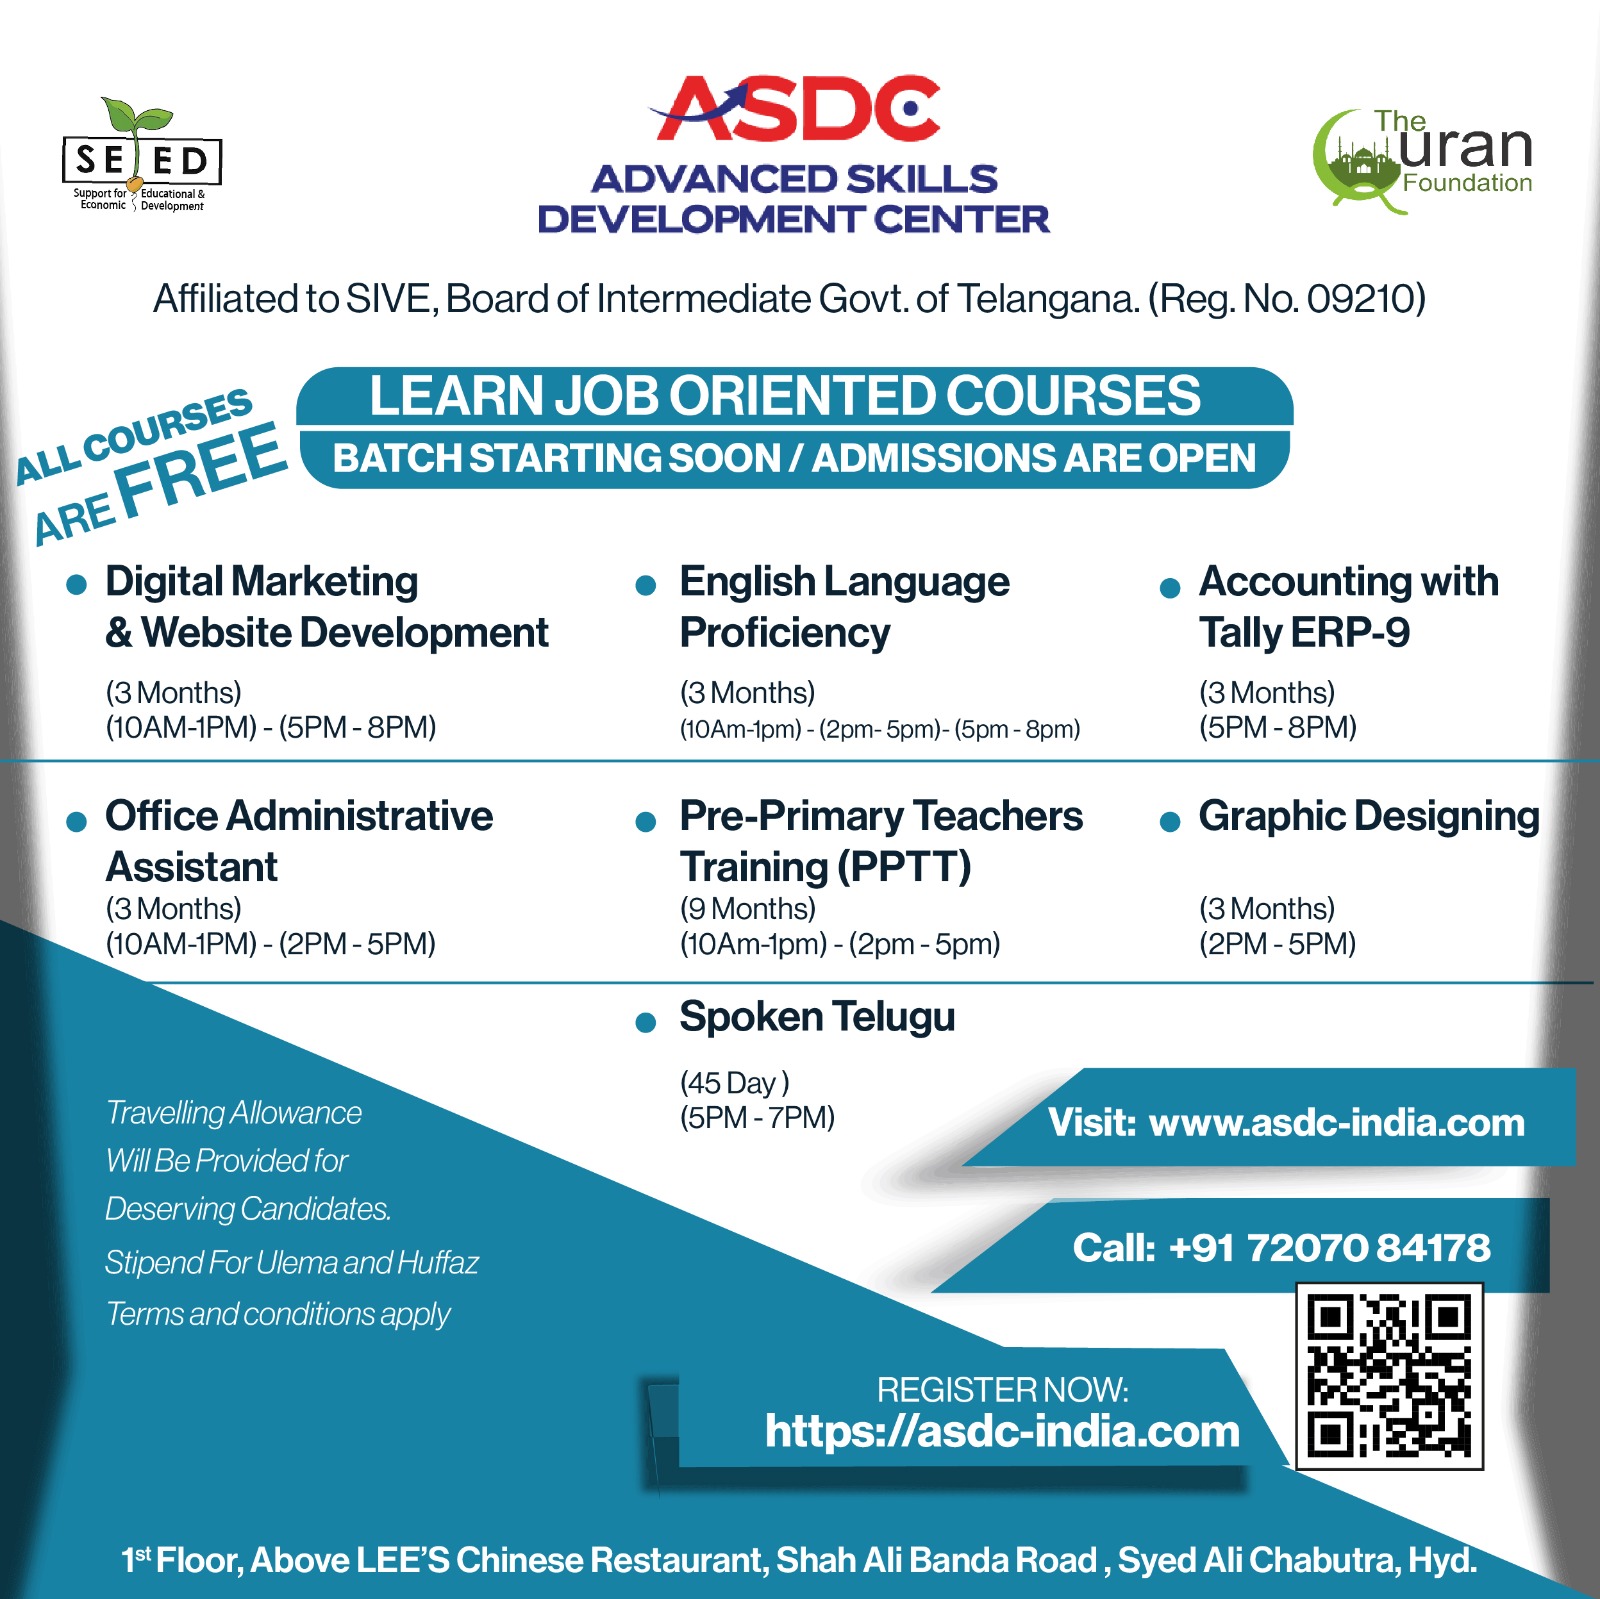 SEED
Support for Educational &
Economic Development
ASDC
ADVANCED SKILLS
DEVELOPMENT CENTER
The
Quran
Foundation
Affiliated to SIVE, Board of Intermediate Govt. of Telangana. (Reg. No. 09210)
ALL COURSES
ARE FREE
LEARN JOB ORIENTED COURSES
BATCH STARTING SOON / ADMISSIONS ARE OPEN
Digital Marketing
& Website Development
(3 Months)
(10AM-1PM) - (5PM - 8PM)
English Language
Proficiency
(3 Months)
(10Am-1pm) - (2pm- 5pm)- (5pm - 8pm)
Accounting with
Tally ERP-9
(3 Months)
(5PM - 8PM)
Office Administrative
Assistant
(3 Months)
(10AM-1PM) - (2PM - 5PM)
Pre-Primary Teachers
Training (PPTT)
(9 Months)
(10Am-1pm) - (2pm - 5pm)
Graphic Designing
(3 Months)
(2PM - 5PM)
Spoken Telugu
(45 Day )
(5PM - 7PM)
Travelling Allowance
Will Be Provided for
Deserving Candidates.
Stipend For Ulema and Huffaz
Terms and conditions apply
Visit: www.asdc-india.com
Call: +91 72070 84178
REGISTER NOW:
https://asdc-india.com
1st Floor, Above LEE'S Chinese Restaurant, Shah Ali Banda Road , Syed Ali Chabutra, Hyd.